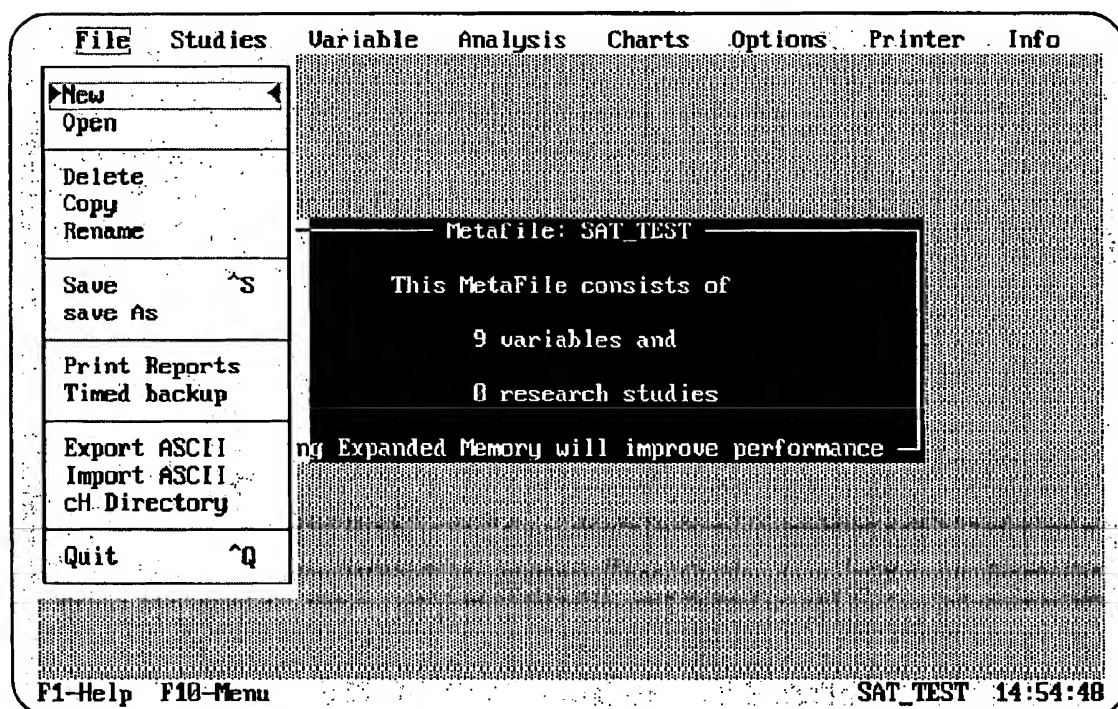 File Studies Variable Analysis Charts Options Printer Info
New
Open
Delete
Copy
Rename
Save ^S
save As
Print Reports
Timed backup
Export ASCII
Import ASCII
cH Directory
Quit ^Q
Metafile: SAT_TEST
This MetaFile consists of
9 variables and
0 research studies
ng Expanded Memory will improve performance
F1-Help F10-Menu SAT_TEST 14:54:48